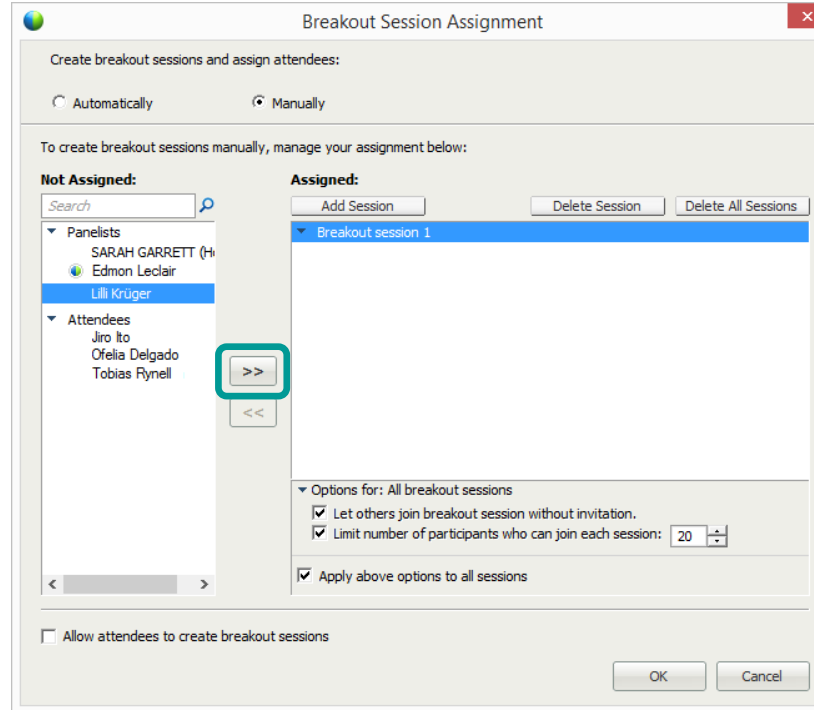 Breakout Session Assignment
Create breakout sessions and assign attendees:
Automatically
Manually
To create breakout sessions manually, manage your assignment below:
Not Assigned:
Assigned:
Search
Add Session
Delete Session
Delete All Sessions
Panelists
SARAH GARRETT (H
Edmon Leclair
Lilli Krüger
Attendees
Jiro Ito
Ofelia Delgado
Tobias Rynell
>>
<<
Breakout session 1
Options for: All breakout sessions
Let others join breakout session without invitation.
Limit number of participants who can join each session: 20
Apply above options to all sessions
Allow attendees to create breakout sessions
OK
Cancel